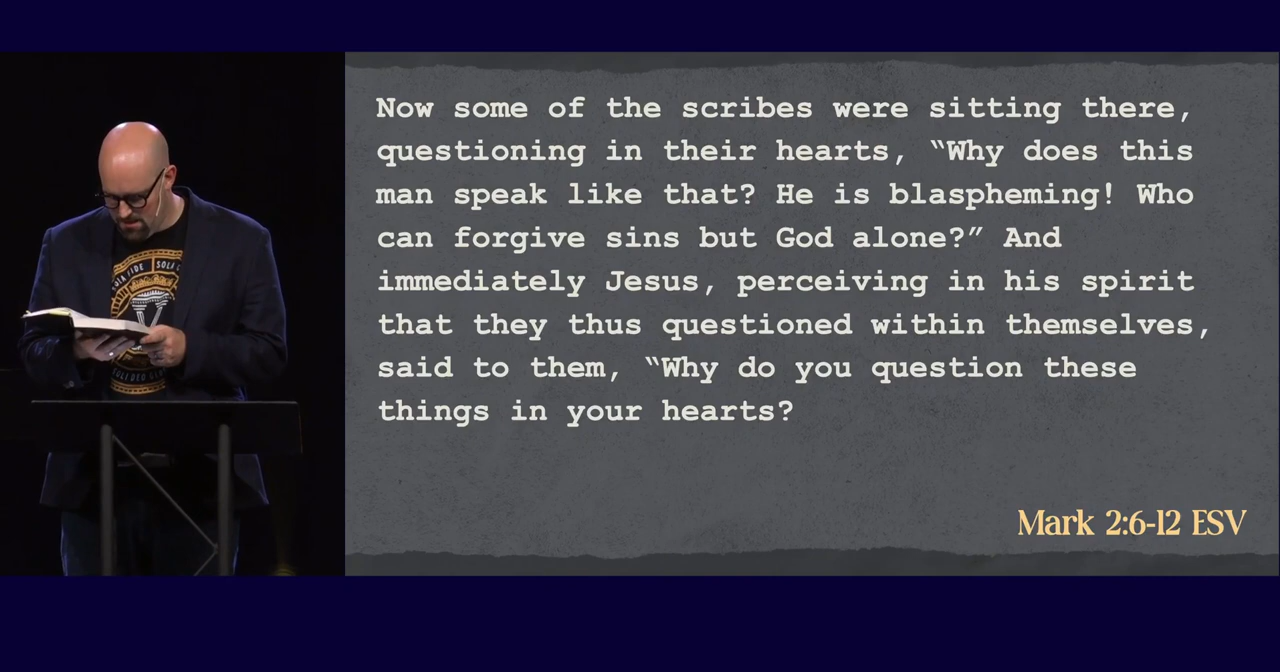 Now some of the scribes were sitting there,
questioning in their hearts, “Why does this
man speak like that? He is blaspheming! Who
can forgive sins but God alone?” And
immediately Jesus, perceiving in his spirit
that they thus questioned within themselves,
said to them, “Why do you question these
things in your hearts?
Mark 2:6-12 ESV
SOLA
SOLI DEO